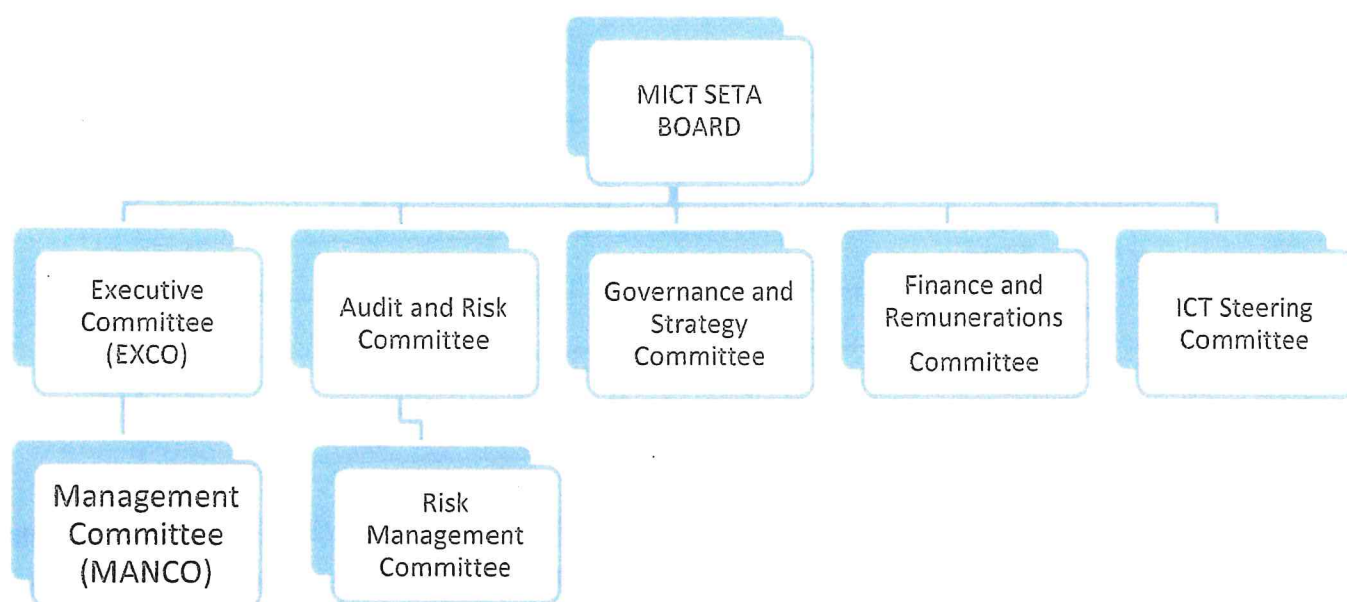 MICT SETA
BOARD
Executive
Committee
(EXCO)
Audit and Risk
Committee
Governance and
Strategy
Committee
Finance and
Remunerations
Committee
ICT Steering
Committee
Management
Committee
(MANCO)
Risk
Management
Committee